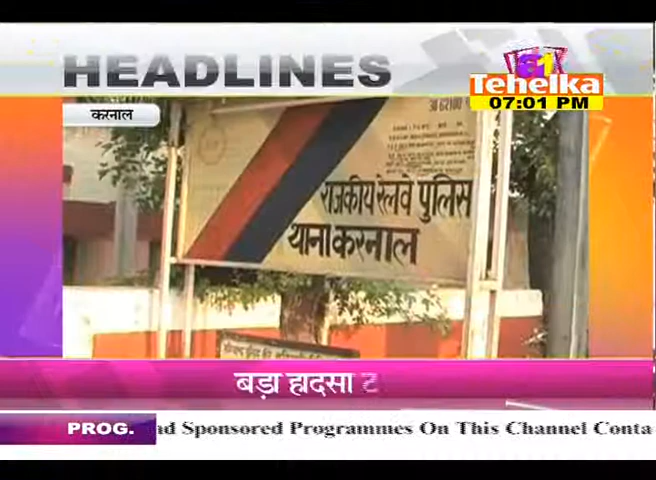 HEADLINES
S1
Tehelka
07:01 PM
करनाल
राजकीय रेलवे पुलिस
थाना करनाल
बड़ा हादसा ट
PROG.
nd Sponsored Programmes On This Channel Conta